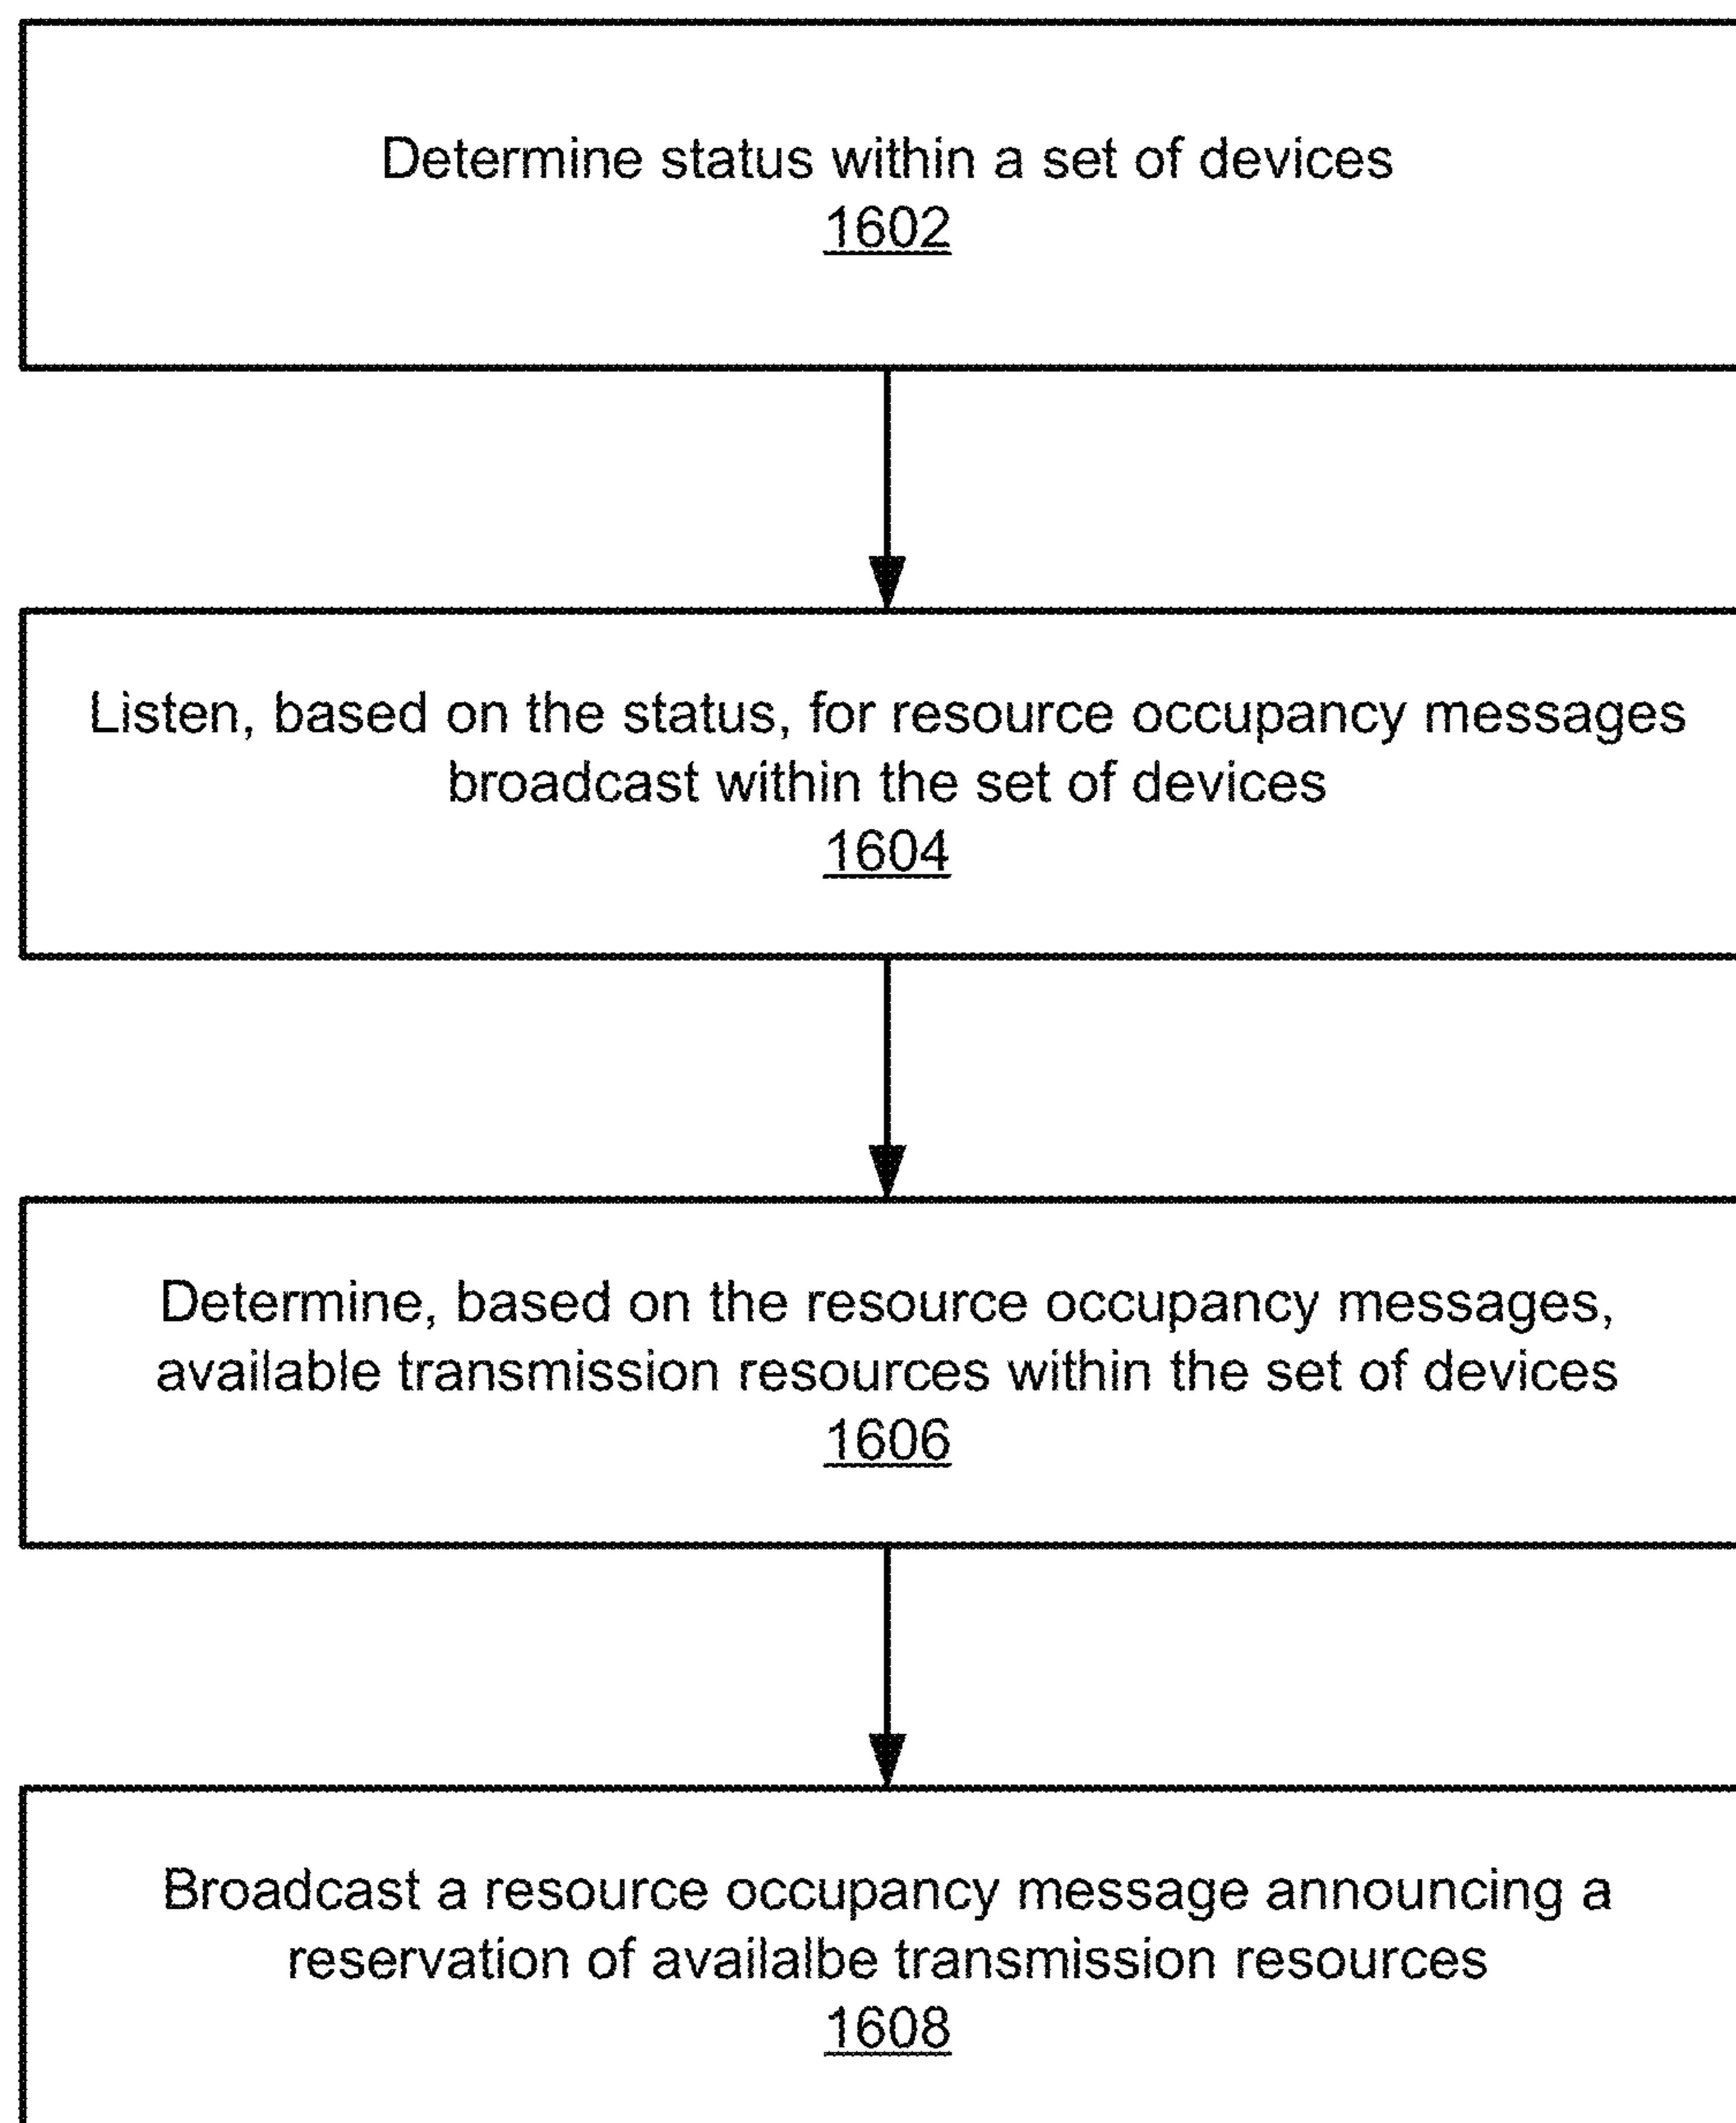 Determine status within a set of devices
1602
Listen, based on the status, for resource occupancy messages
broadcast within the set of devices
1604
Determine, based on the resource occupancy messages,
available transmission resources within the set of devices
1606
Broadcast a resource occupancy message announcing a
reservation of availalbe transmission resources
1608